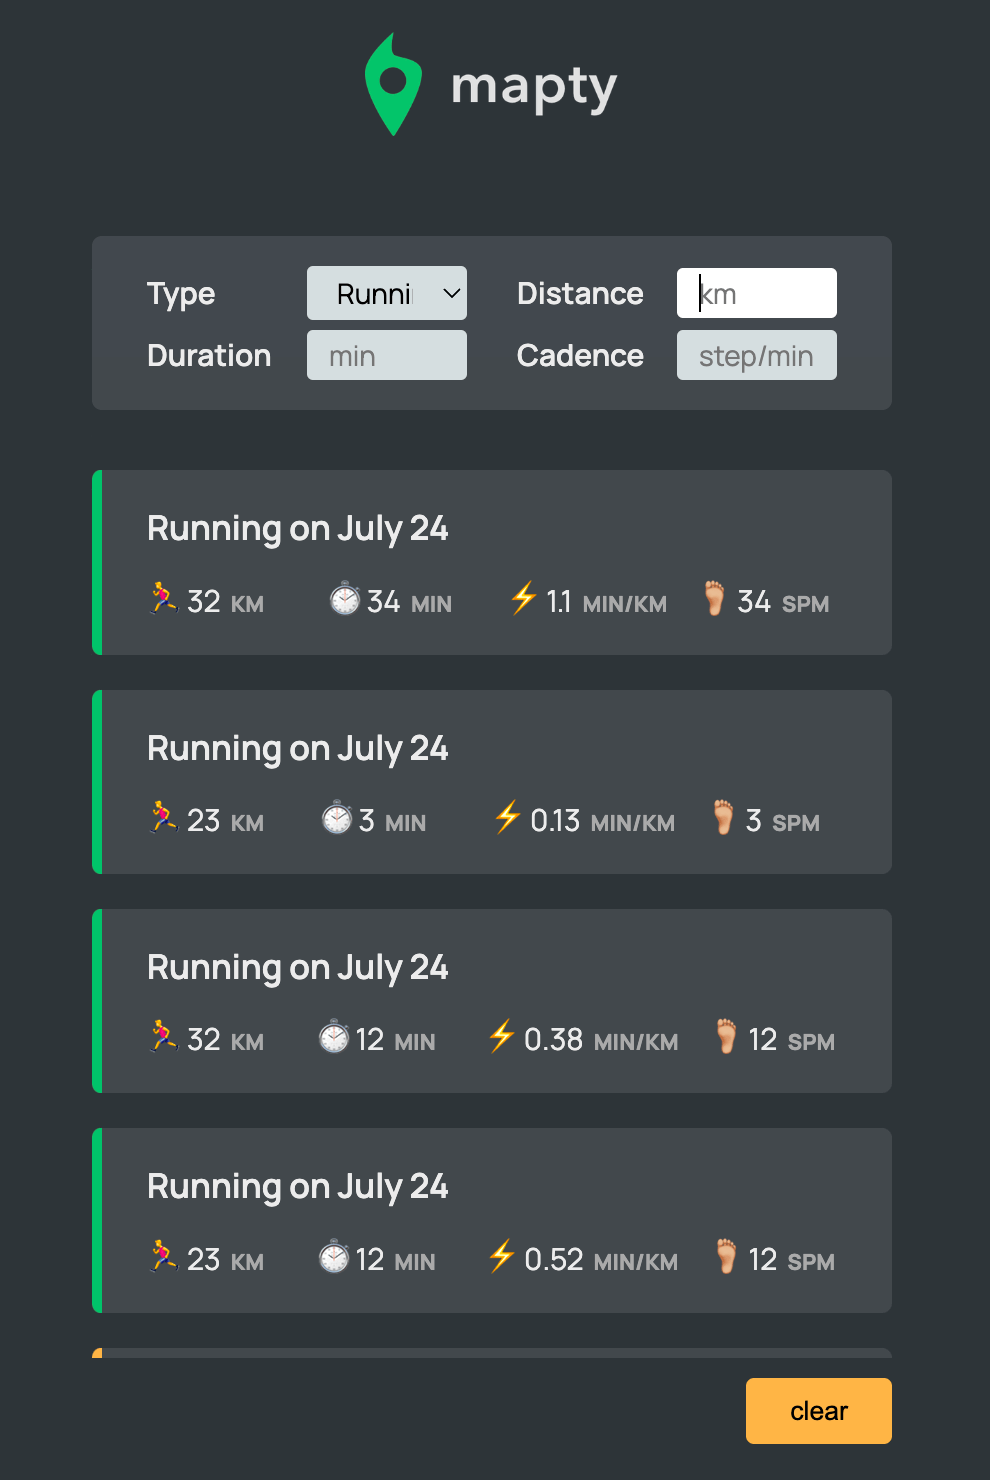 mapty
Type Runni Distance km
Duration min Cadence step/min
Running on July 24
32 KM 34 MIN 1.1 MIN/KM 34 SPM
Running on July 24
23 KM 3 MIN 0.13 MIN/KM 3 SPM
Running on July 24
32 KM 12 MIN 0.38 MIN/KM 12 SPM
Running on July 24
23 KM 12 MIN 0.52 MIN/KM 12 SPM
clear